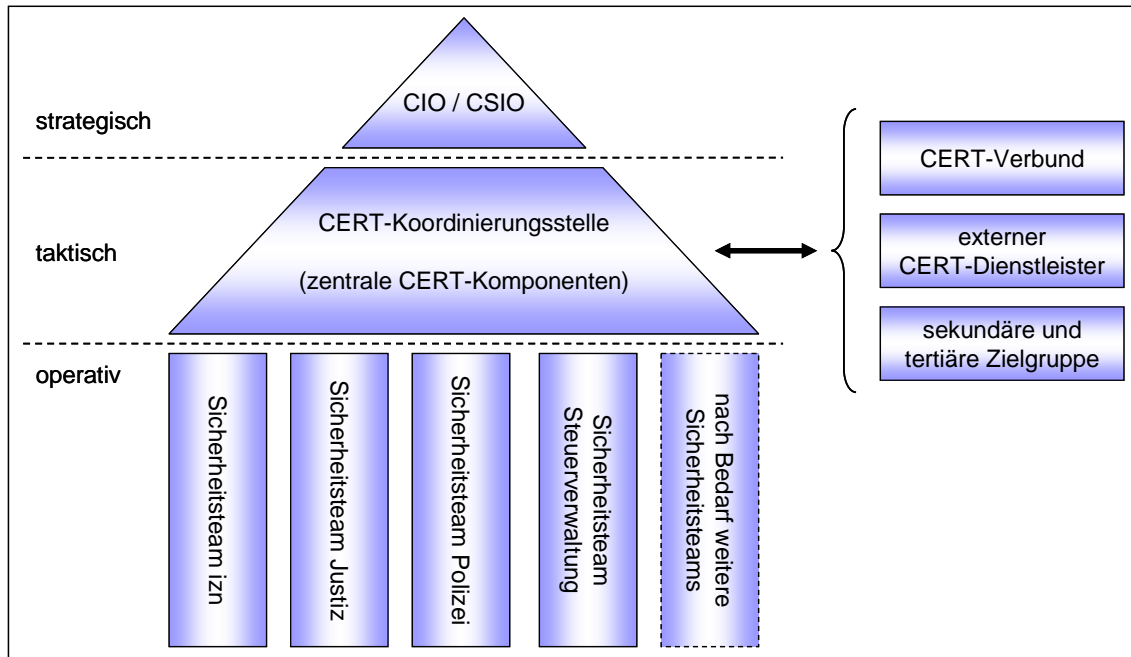 strategisch
CIO / CSIO
taktisch
CERT-Koordinierungsstelle
(zentrale CERT-Komponenten)
operativ
Sicherheitsteam izn
Sicherheitsteam Justiz
Sicherheitsteam Polizei
Sicherheitsteam
Steuerverwaltung
nach Bedarf weitere
Sicherheitsteams
CERT-Verbund
externer
CERT-Dienstleister
sekundäre und
tertiäre Zielgruppe